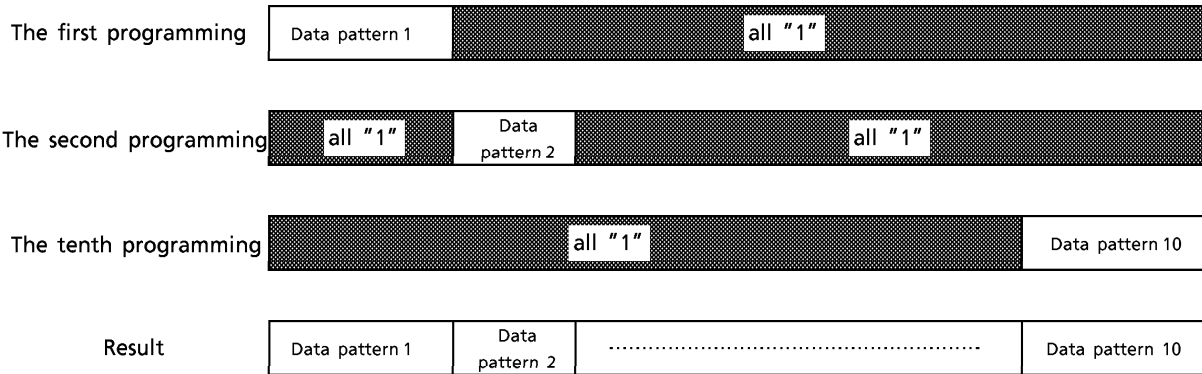 The first programming
Data pattern 1
all "1"
The second programming
all "1"
Data
pattern 2
all "1"
The tenth programming
all "1"
Data pattern 10
Result
Data pattern 1
Data
pattern 2
Data pattern 10